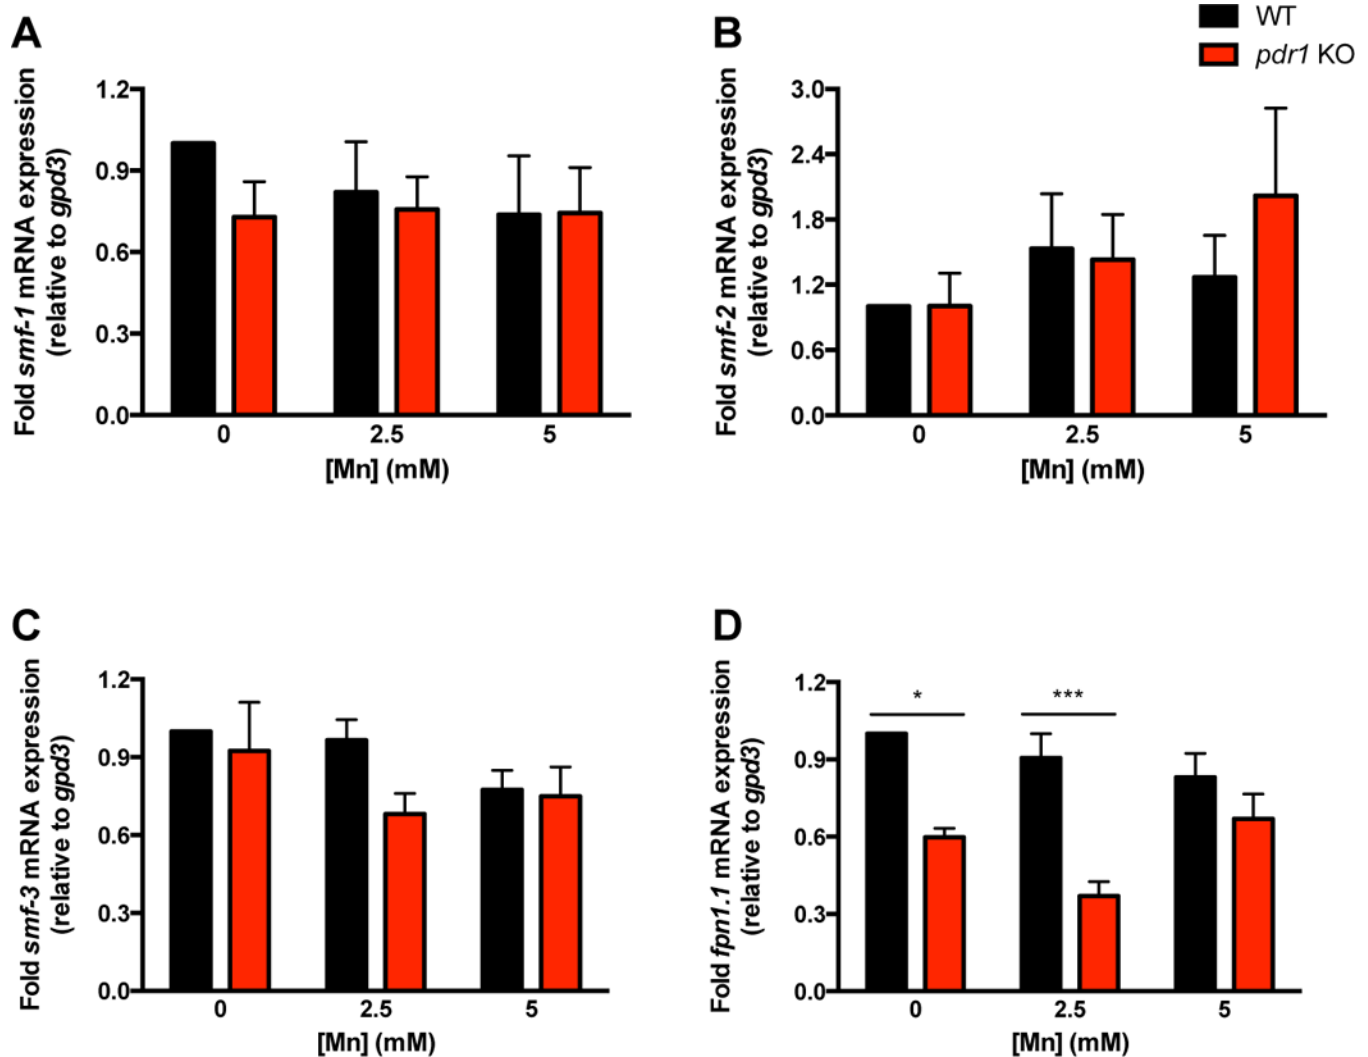 WT
pdr1 KO
A
Fold smf-1 mRNA expression
(relative to gpd3)
1.2
0.9
0.6
0.3
0.0
0 2.5 5
[Mn] (mM)
B
Fold smf-2 mRNA expression
(relative to gpd3)
3.0
2.4
1.8
1.2
0.6
0.0
0 2.5 5
[Mn] (mM)
C
Fold smf-3 mRNA expression
(relative to gpd3)
1.2
0.9
0.6
0.3
0.0
0 2.5 5
[Mn] (mM)
D
Fold fpn1.1 mRNA expression
(relative to gpd3)
1.2
0.9
0.6
0.3
0.0
* ***
0 2.5 5
[Mn] (mM)